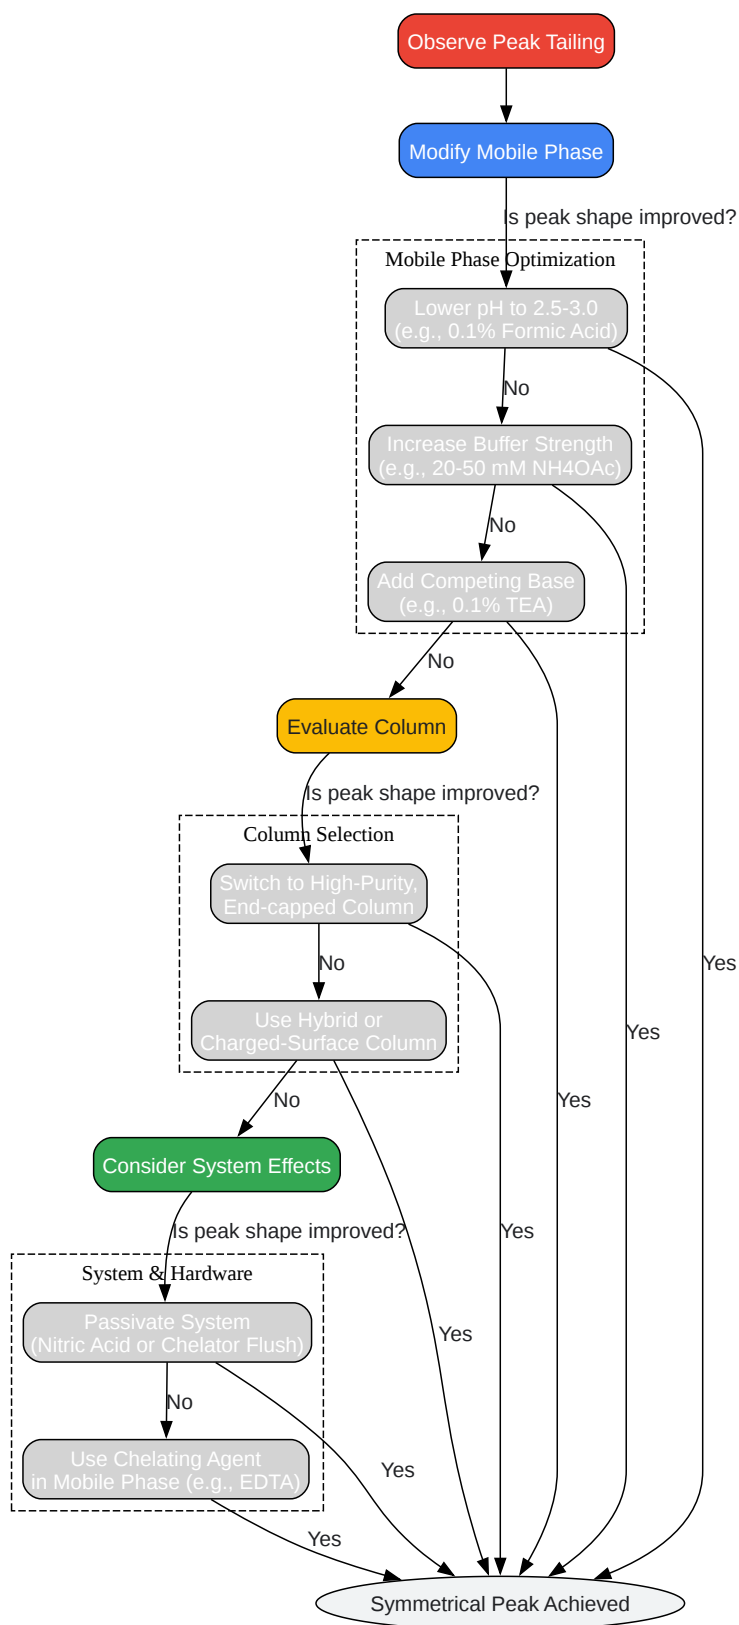 Observe Peak Tailing
Modify Mobile Phase
Is peak shape improved?
Mobile Phase Optimization
Lower pH to 2.5-3.0
(e.g., 0.1% Formic Acid)
No
Increase Buffer Strength
(e.g., 20-50 mM NH4OAc)
No
Add Competing Base
(e.g., 0.1% TEA)
No
Evaluate Column
Is peak shape improved?
Column Selection
Switch to High-Purity,
End-capped Column
No
Yes
Use Hybrid or
Charged-Surface Column
Yes
No
Yes
Consider System Effects
Is peak shape improved?
Yes
System & Hardware
Passivate System
(Nitric Acid or Chelator Flush)
Yes
No
Use Chelating Agent
in Mobile Phase (e.g., EDTA)
Yes
Yes
Symmetrical Peak Achieved